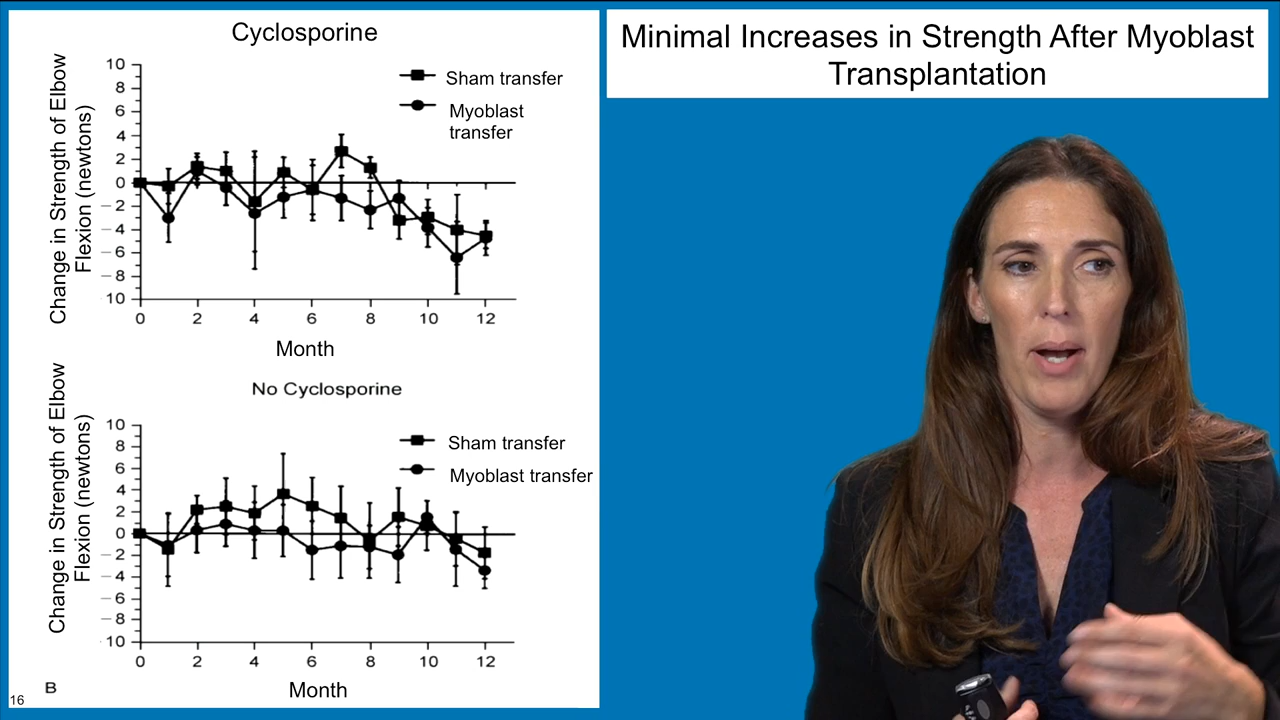 Cyclosporine
Change in Strength of Elbow
Flexion (newtons)
10
8
6
4
2
0
−2
−4
−6
−8
10
Sham transfer
Myoblast
transfer
0 2 4 6 8 10 12
Month
No Cyclosporine
Change in Strength of Elbow
Flexion (newtons)
10
8
6
4
2
0
−2
−4
−6
−8
10
Sham transfer
Myoblast transfer
0 2 4 6 8 10 12
Month
B
16
Minimal Increases in Strength After Myoblast
Transplantation